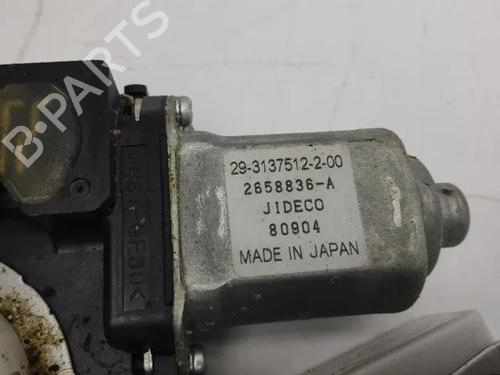 B-PARTS
29-3137512-2-00
2658836-A
JIDECO
80904
MADE IN JAPAN